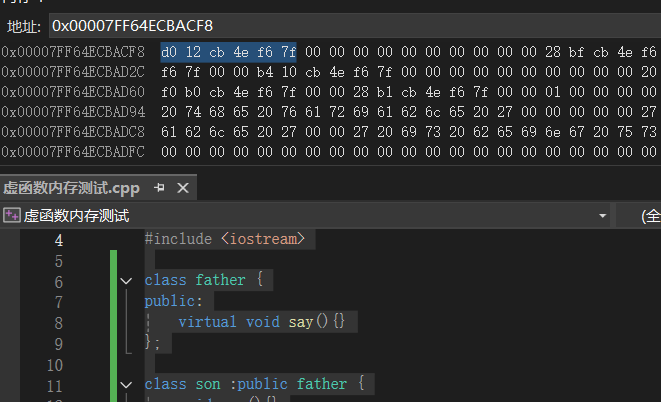 地址: 0x00007FF64ECBACF8
0x00007FF64ECBACF8 d0 12 cb 4e f6 7f 00 00 00 00 00 00 00 00 00 00 00 28 bf cb 4e f6
0x00007FF64ECBAD2C f6 7f 00 00 b4 10 cb 4e f6 7f 00 00 00 00 00 00 00 00 00 00 00 20
0x00007FF64ECBAD60 f0 b0 cb 4e f6 7f 00 00 28 b1 cb 4e f6 7f 00 00 01 00 00 00 00 00
0x00007FF64ECBAD94 20 74 68 65 20 76 61 72 69 61 62 6c 65 20 27 00 00 00 00 00 00 27
0x00007FF64ECBADC8 61 62 6c 65 20 27 00 00 27 20 69 73 20 62 65 69 6e 67 20 75 73
0x00007FF64ECBADFC 00 00 00 00 00 00 00 00 00 00 00 00 00 00 00 00 00 00 00 00 00 00
虚函数内存测试.cpp
虚函数内存测试 (全
4 #include <iostream>
5
6 class father {
7 public:
8 virtual void say(){}
9 };
10
11 class son :public father {